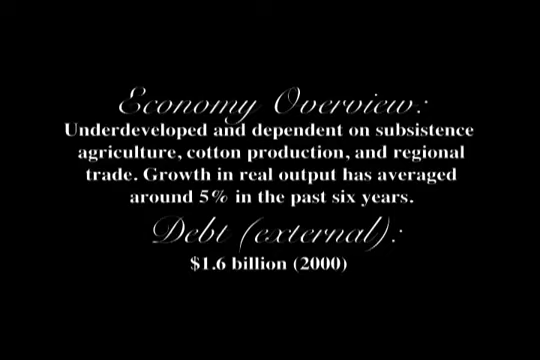 Economy Overview:
Underdeveloped and dependent on subsistence
agriculture, cotton production, and regional
trade. Growth in real output has averaged
around 5% in the past six years.
Debt (external):
$1.6 billion (2000)